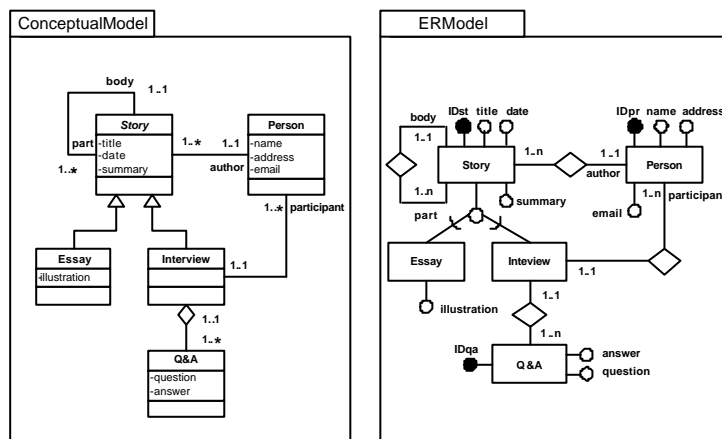 ConceptualModel
body
1..1
Story
-title
-date
-summary
part
1..*
1..*
1..1
author
Person
-name
-address
-email
1..*
participant
Essay
-illustration
Interview
1..1
1..1
1..*
Q&A
-question
-answer
ERModel
body
IDst title date
IDpr name address
1..1
Story
1..n
1..1
author
Person
1..n
part
summary
email
1..n
participant
Essay
Inteview
1..1
illustration
1..1
1..n
IDqa
Q&A
answer
question